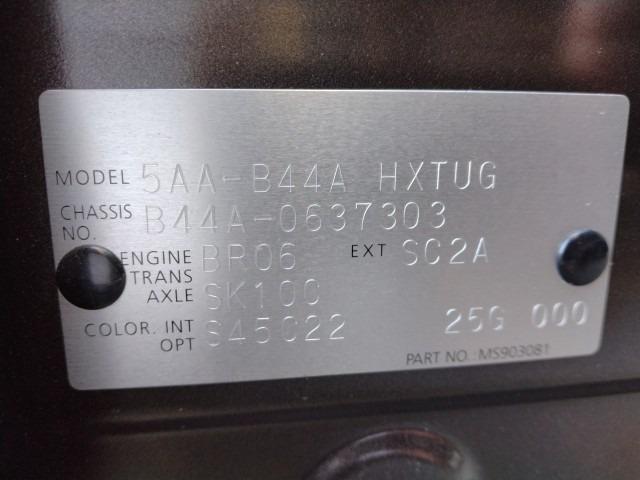 MODEL 5AA-B44A HXTUG
CHASSIS NO. B44A-0637303
ENGINE BR06 EXT SC2A
TRANS AXLE SK10C
COLOR. INT OPT S45C22 25G 000
PART NO.: MS903081